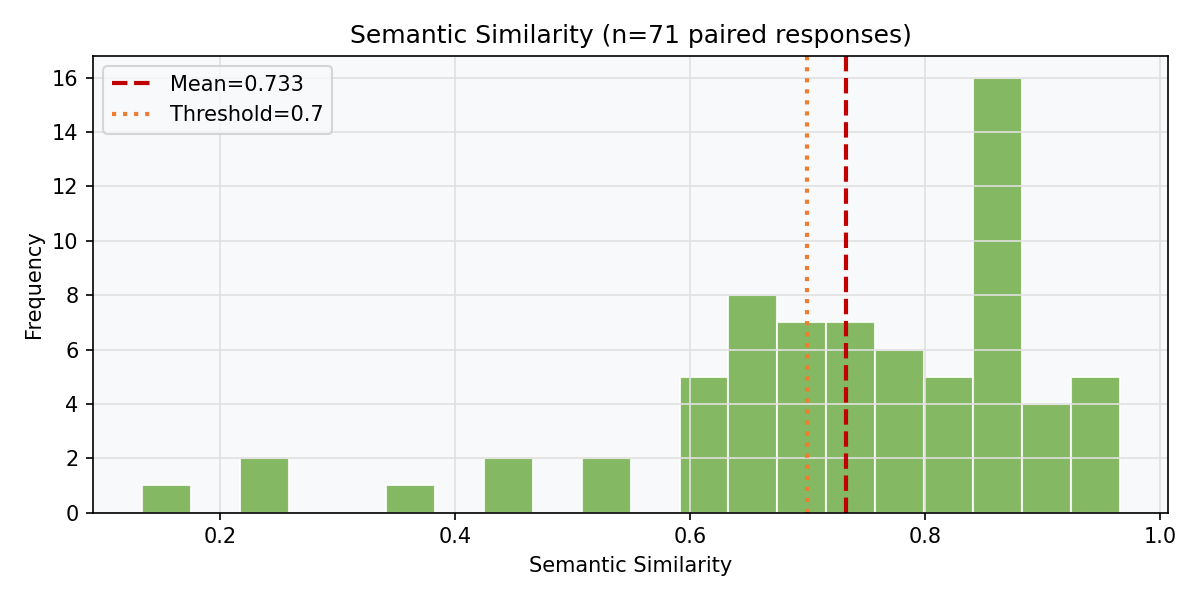 Semantic Similarity (n=71 paired responses)
Mean=0.733
Threshold=0.7
Frequency
16
14
12
10
8
6
4
2
0
0.2 0.4 0.6 0.8 1.0
Semantic Similarity